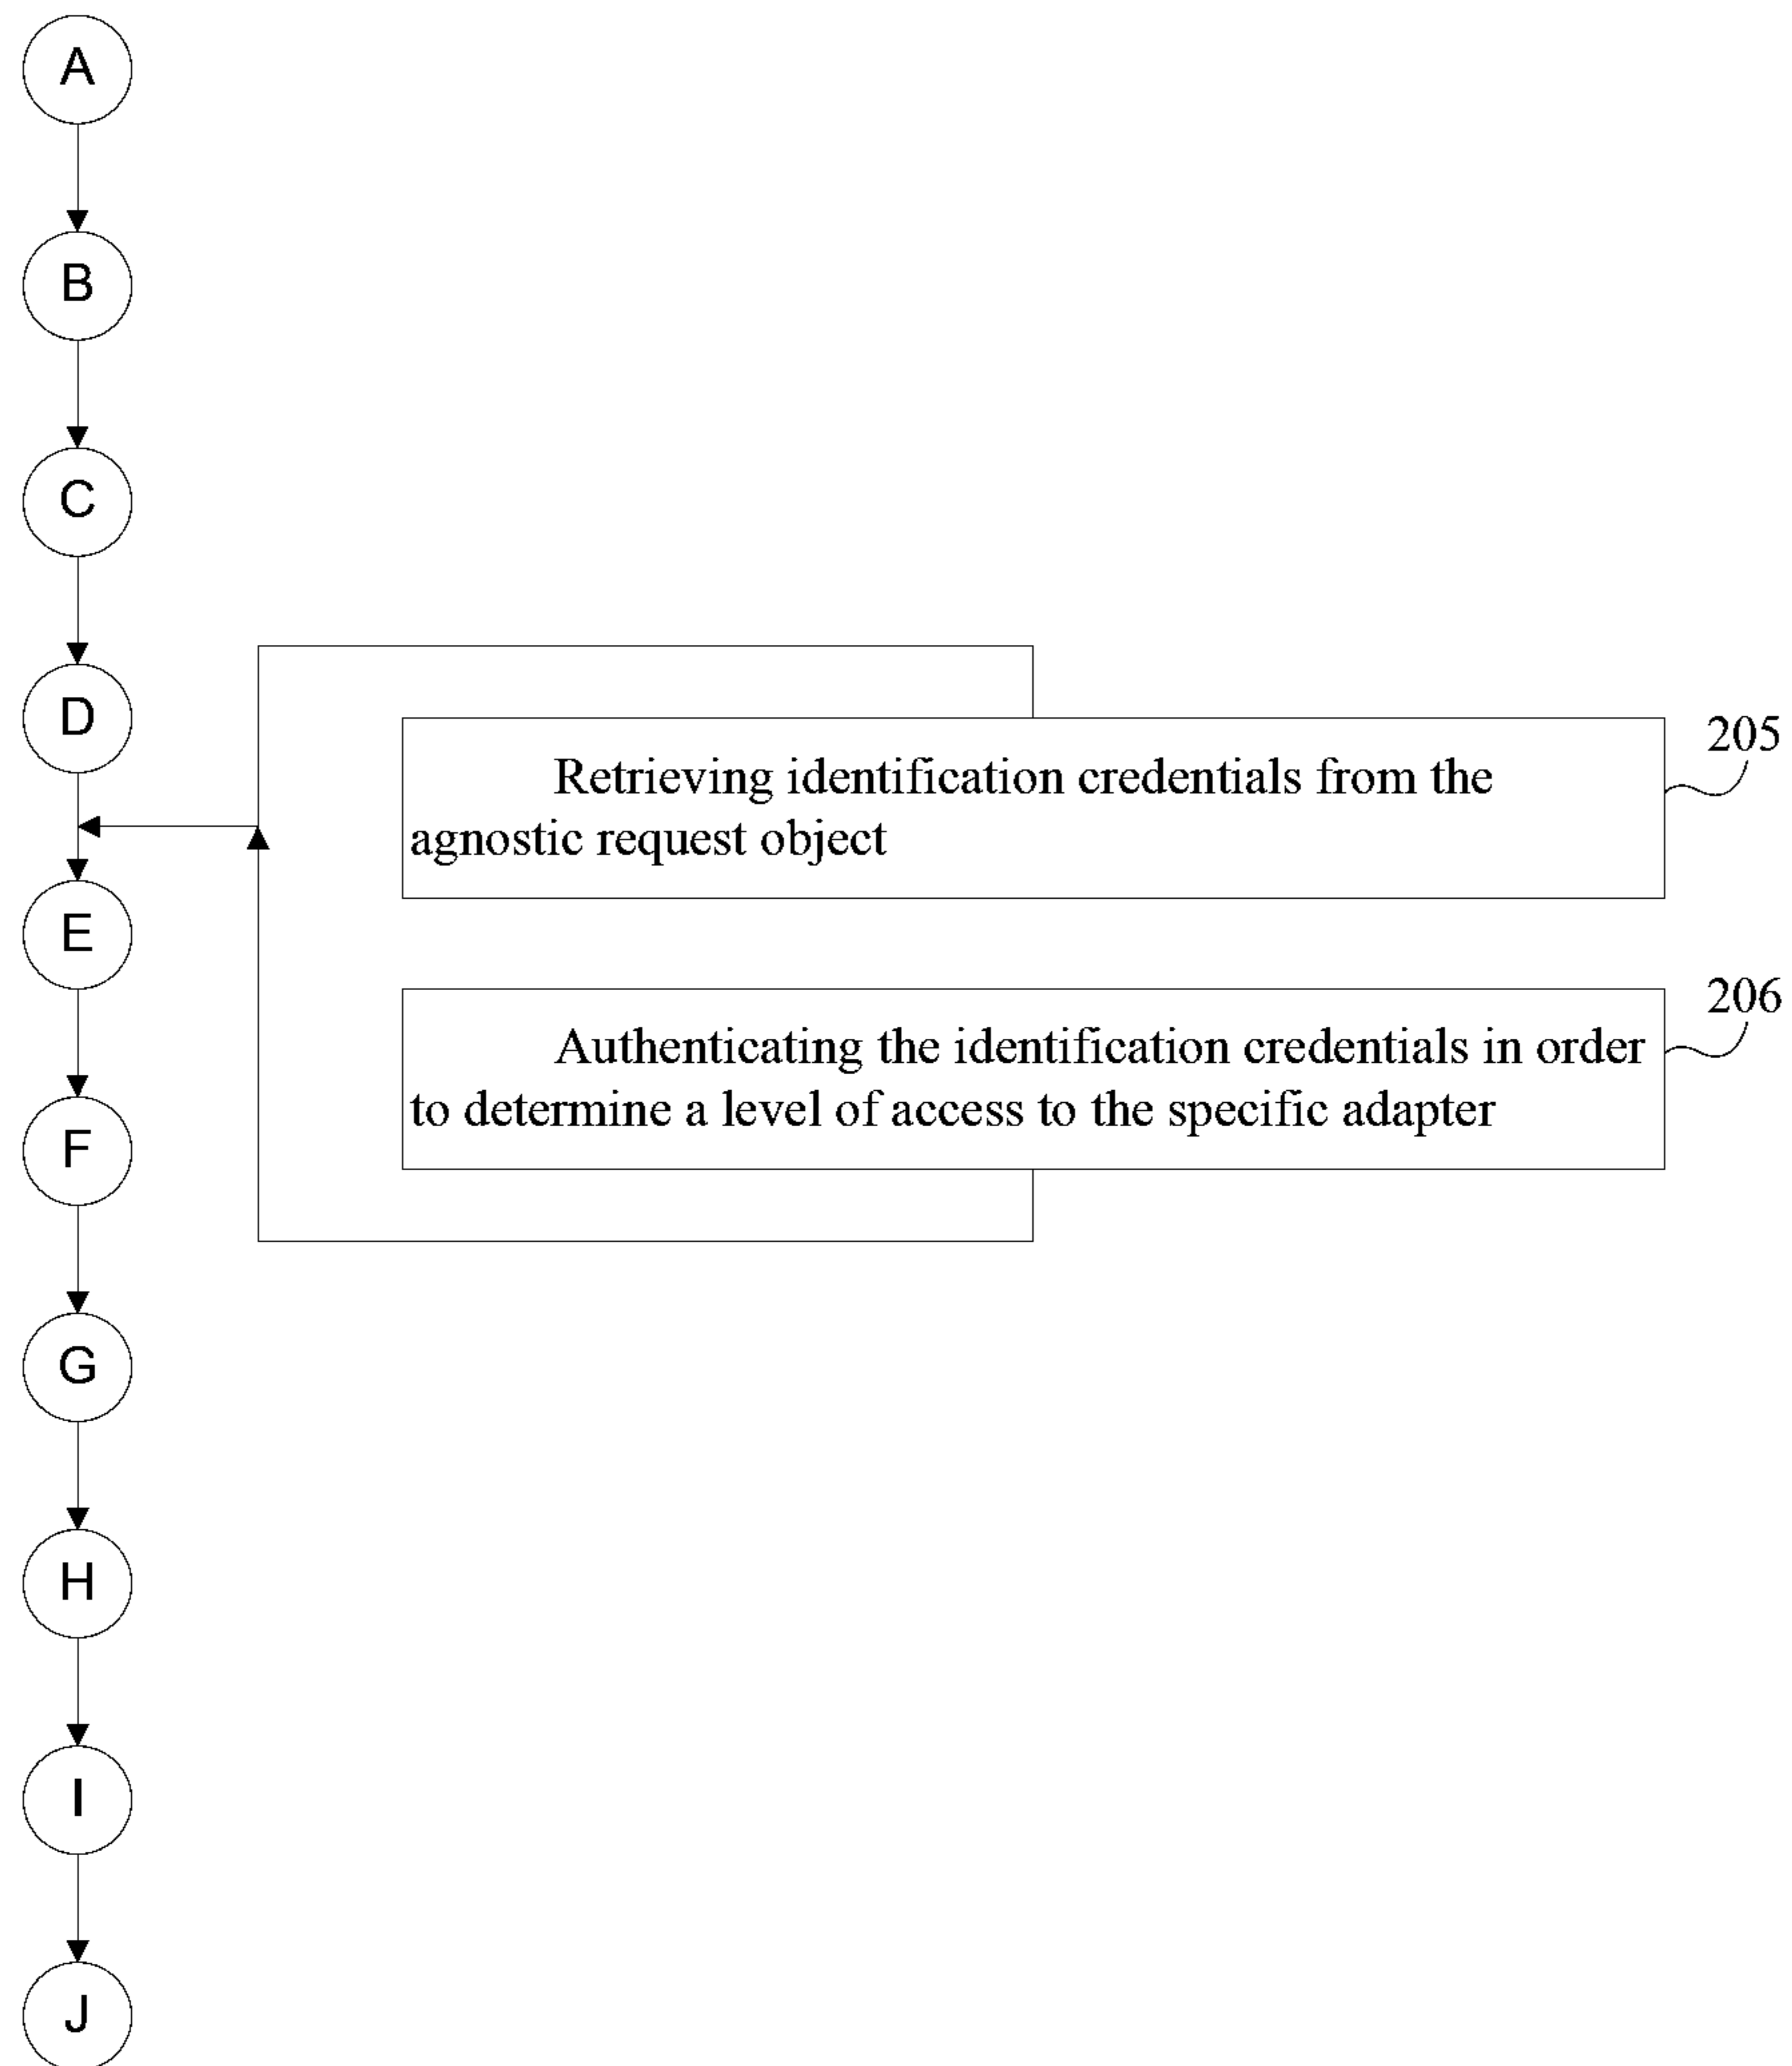 A
B
C
D
205
Retrieving identification credentials from the
agnostic request object
E
206
Authenticating the identification credentials in order
to determine a level of access to the specific adapter
F
G
H
I
J